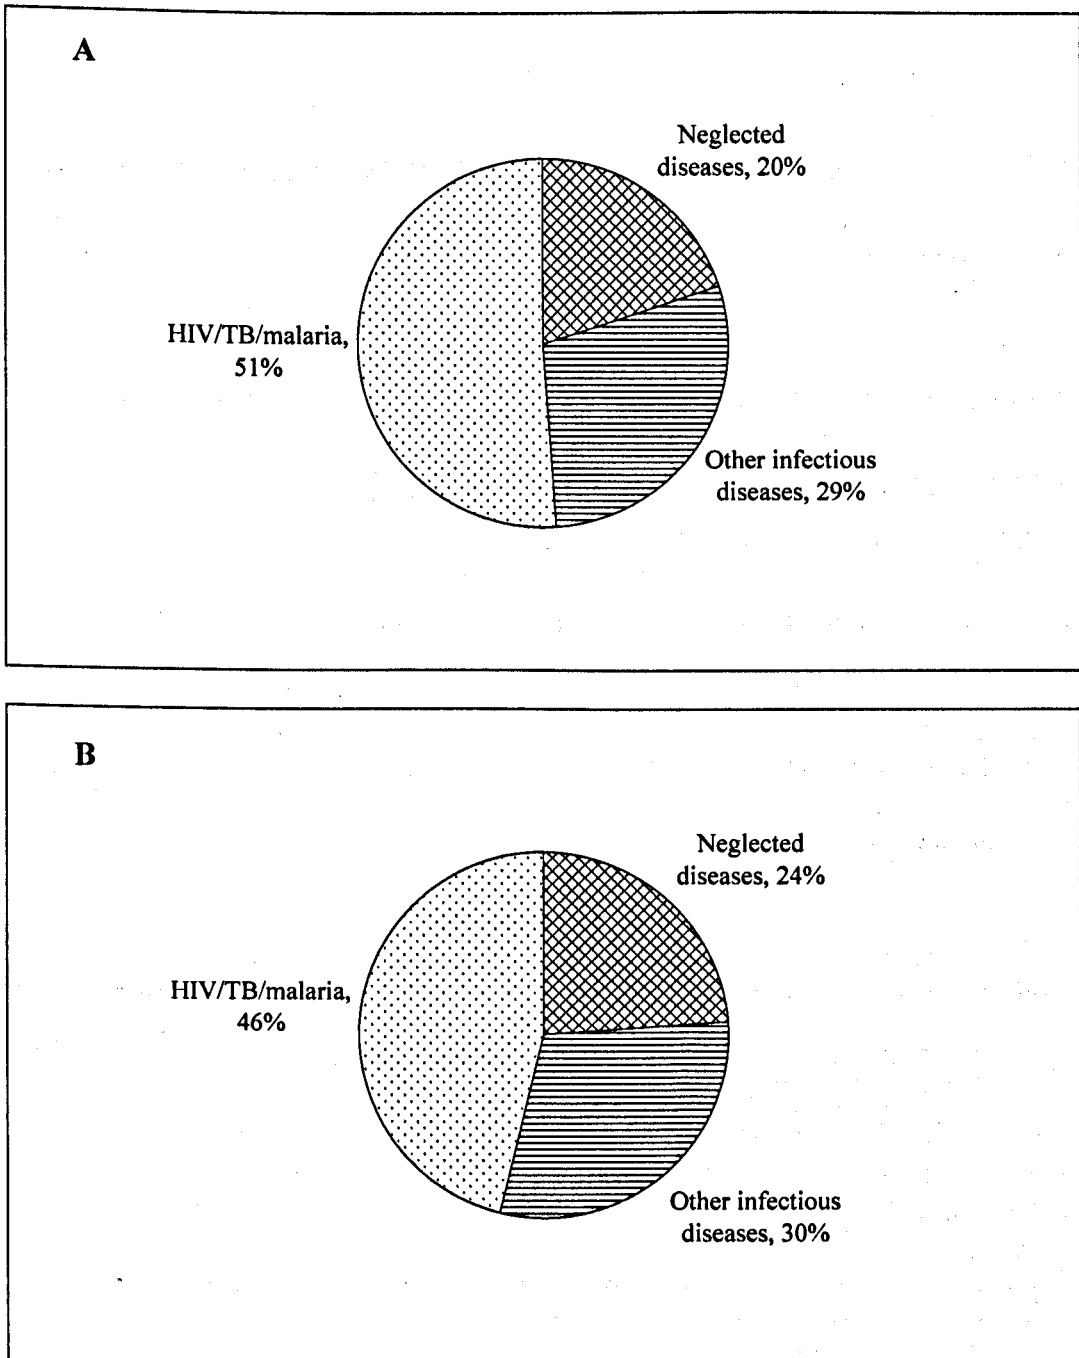 A
Neglected
diseases, 20%
HIV/TB/malaria,
51%
Other infectious
diseases, 29%
B
Neglected
diseases, 24%
HIV/TB/malaria,
46%
Other infectious
diseases, 30%